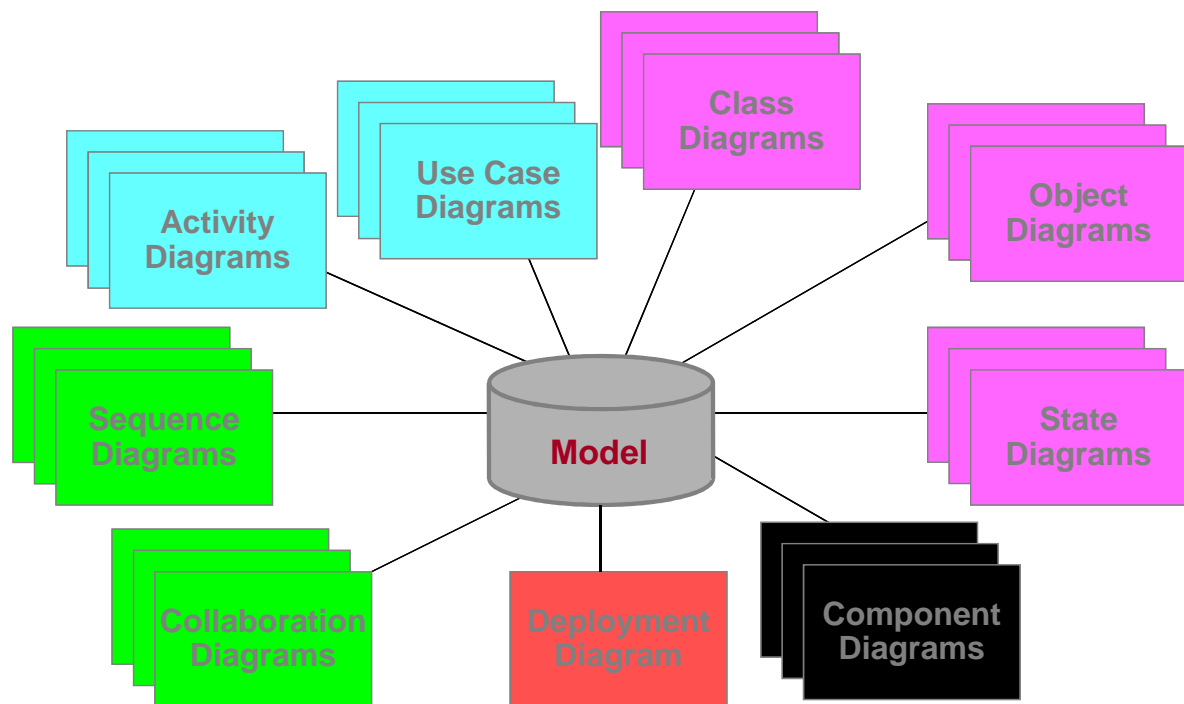 Class
Diagrams
Use Case
Diagrams
Object
Diagrams
Activity
Diagrams
Sequence
Diagrams
State
Diagrams
Model
Collaboration
Diagrams
Deployment
Diagram
Component
Diagrams